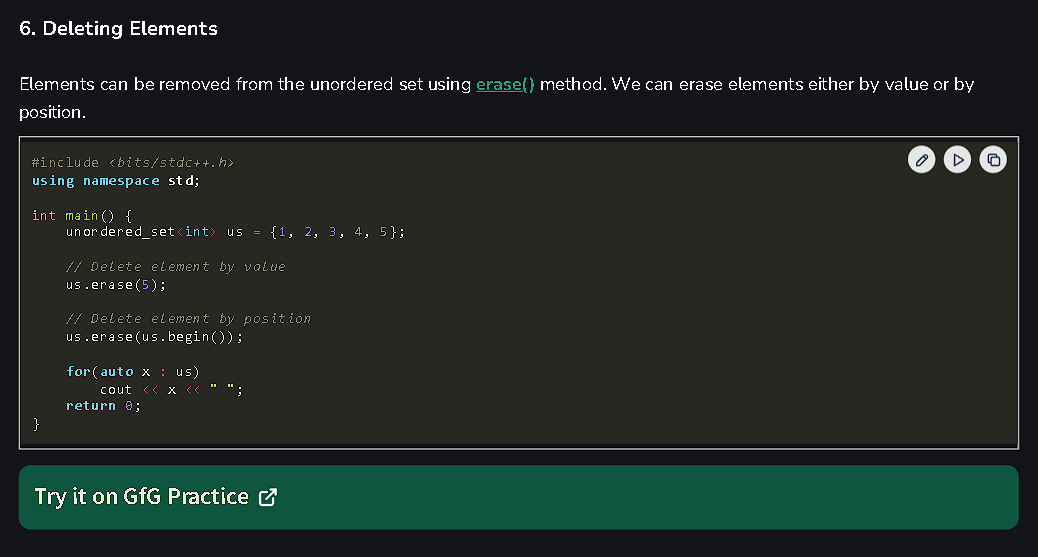 6. Deleting Elements
Elements can be removed from the unordered set using erase() method. We can erase elements either by value or by
position.
#include <bits/stdc++.h>
using namespace std;
int main() {
    unordered_set<int> us = {1, 2, 3, 4, 5};
    // Delete element by value
    us.erase(5);
    // Delete element by position
    us.erase(us.begin());
    for(auto x : us)
        cout << x << " ";
    return 0;
}
Try it on GfG Practice